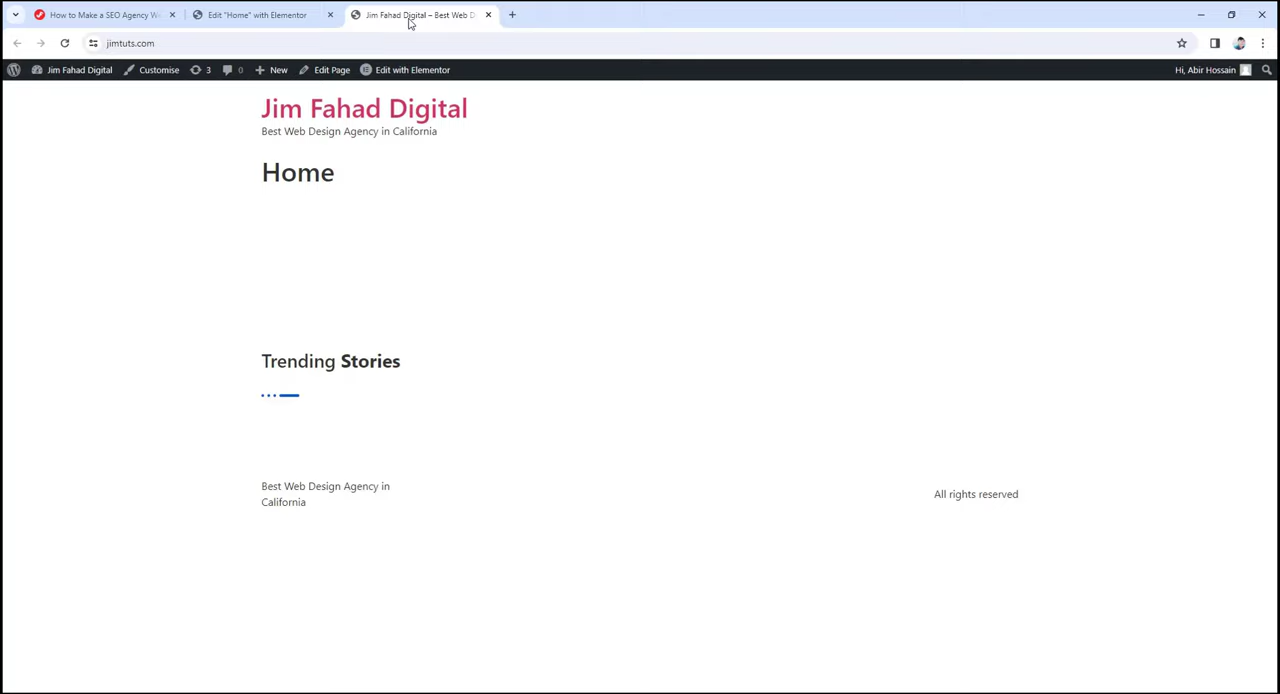 How to Make a SEO Agency We
Edit "Home" with Elementor
Jim Fahad Digital – Best Web D
jimtuts.com
Jim Fahad Digital
Customise
3
0
New
Edit Page
Edit with Elementor
Hi, Abir Hossain
Jim Fahad Digital
Best Web Design Agency in California
Home
Trending Stories
Best Web Design Agency in
California
All rights reserved